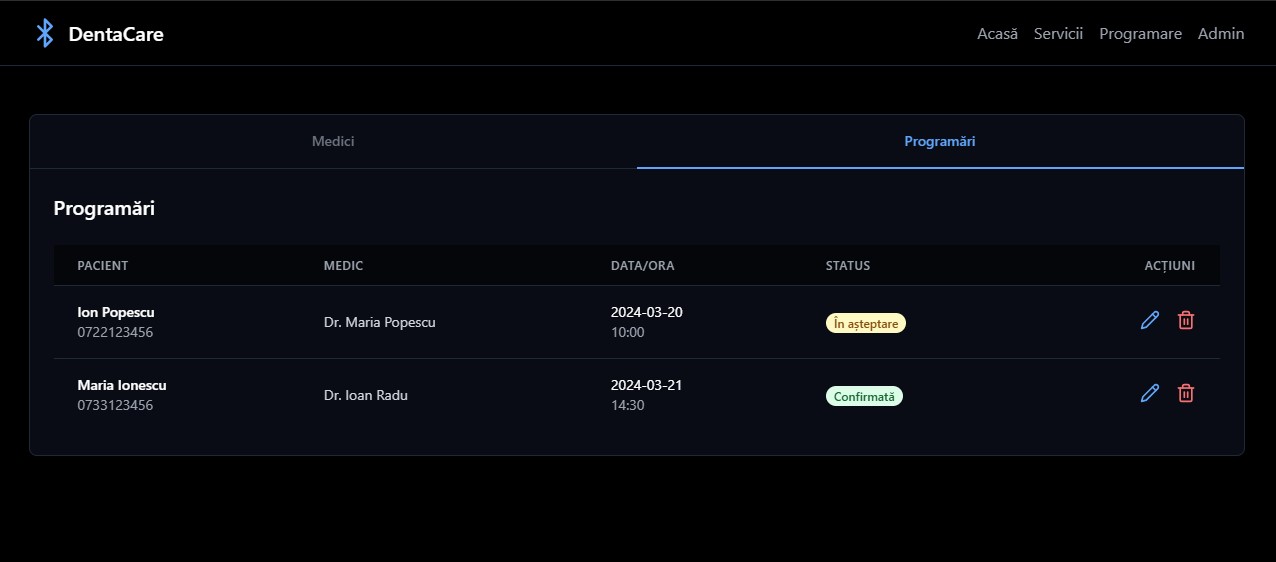 DentaCare
Acasă Servicii Programare Admin
Medici Programări
Programări
PACIENT MEDIC DATA/ORA STATUS ACȚIUNI
Ion Popescu
0722123456
Dr. Maria Popescu
2024-03-20
10:00
În așteptare
Maria Ionescu
0733123456
Dr. Ioan Radu
2024-03-21
14:30
Confirmată